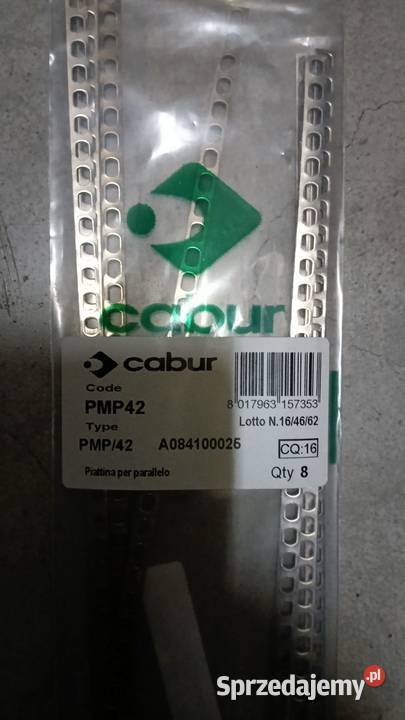 cabur
cabur
Code
PMP42
Type
PMP/42 A084100025
Piattina per parallelo
8 017963 157353
Lotto N.16/46/62
CQ:16
Qty 8
Sprzedajemy.pl